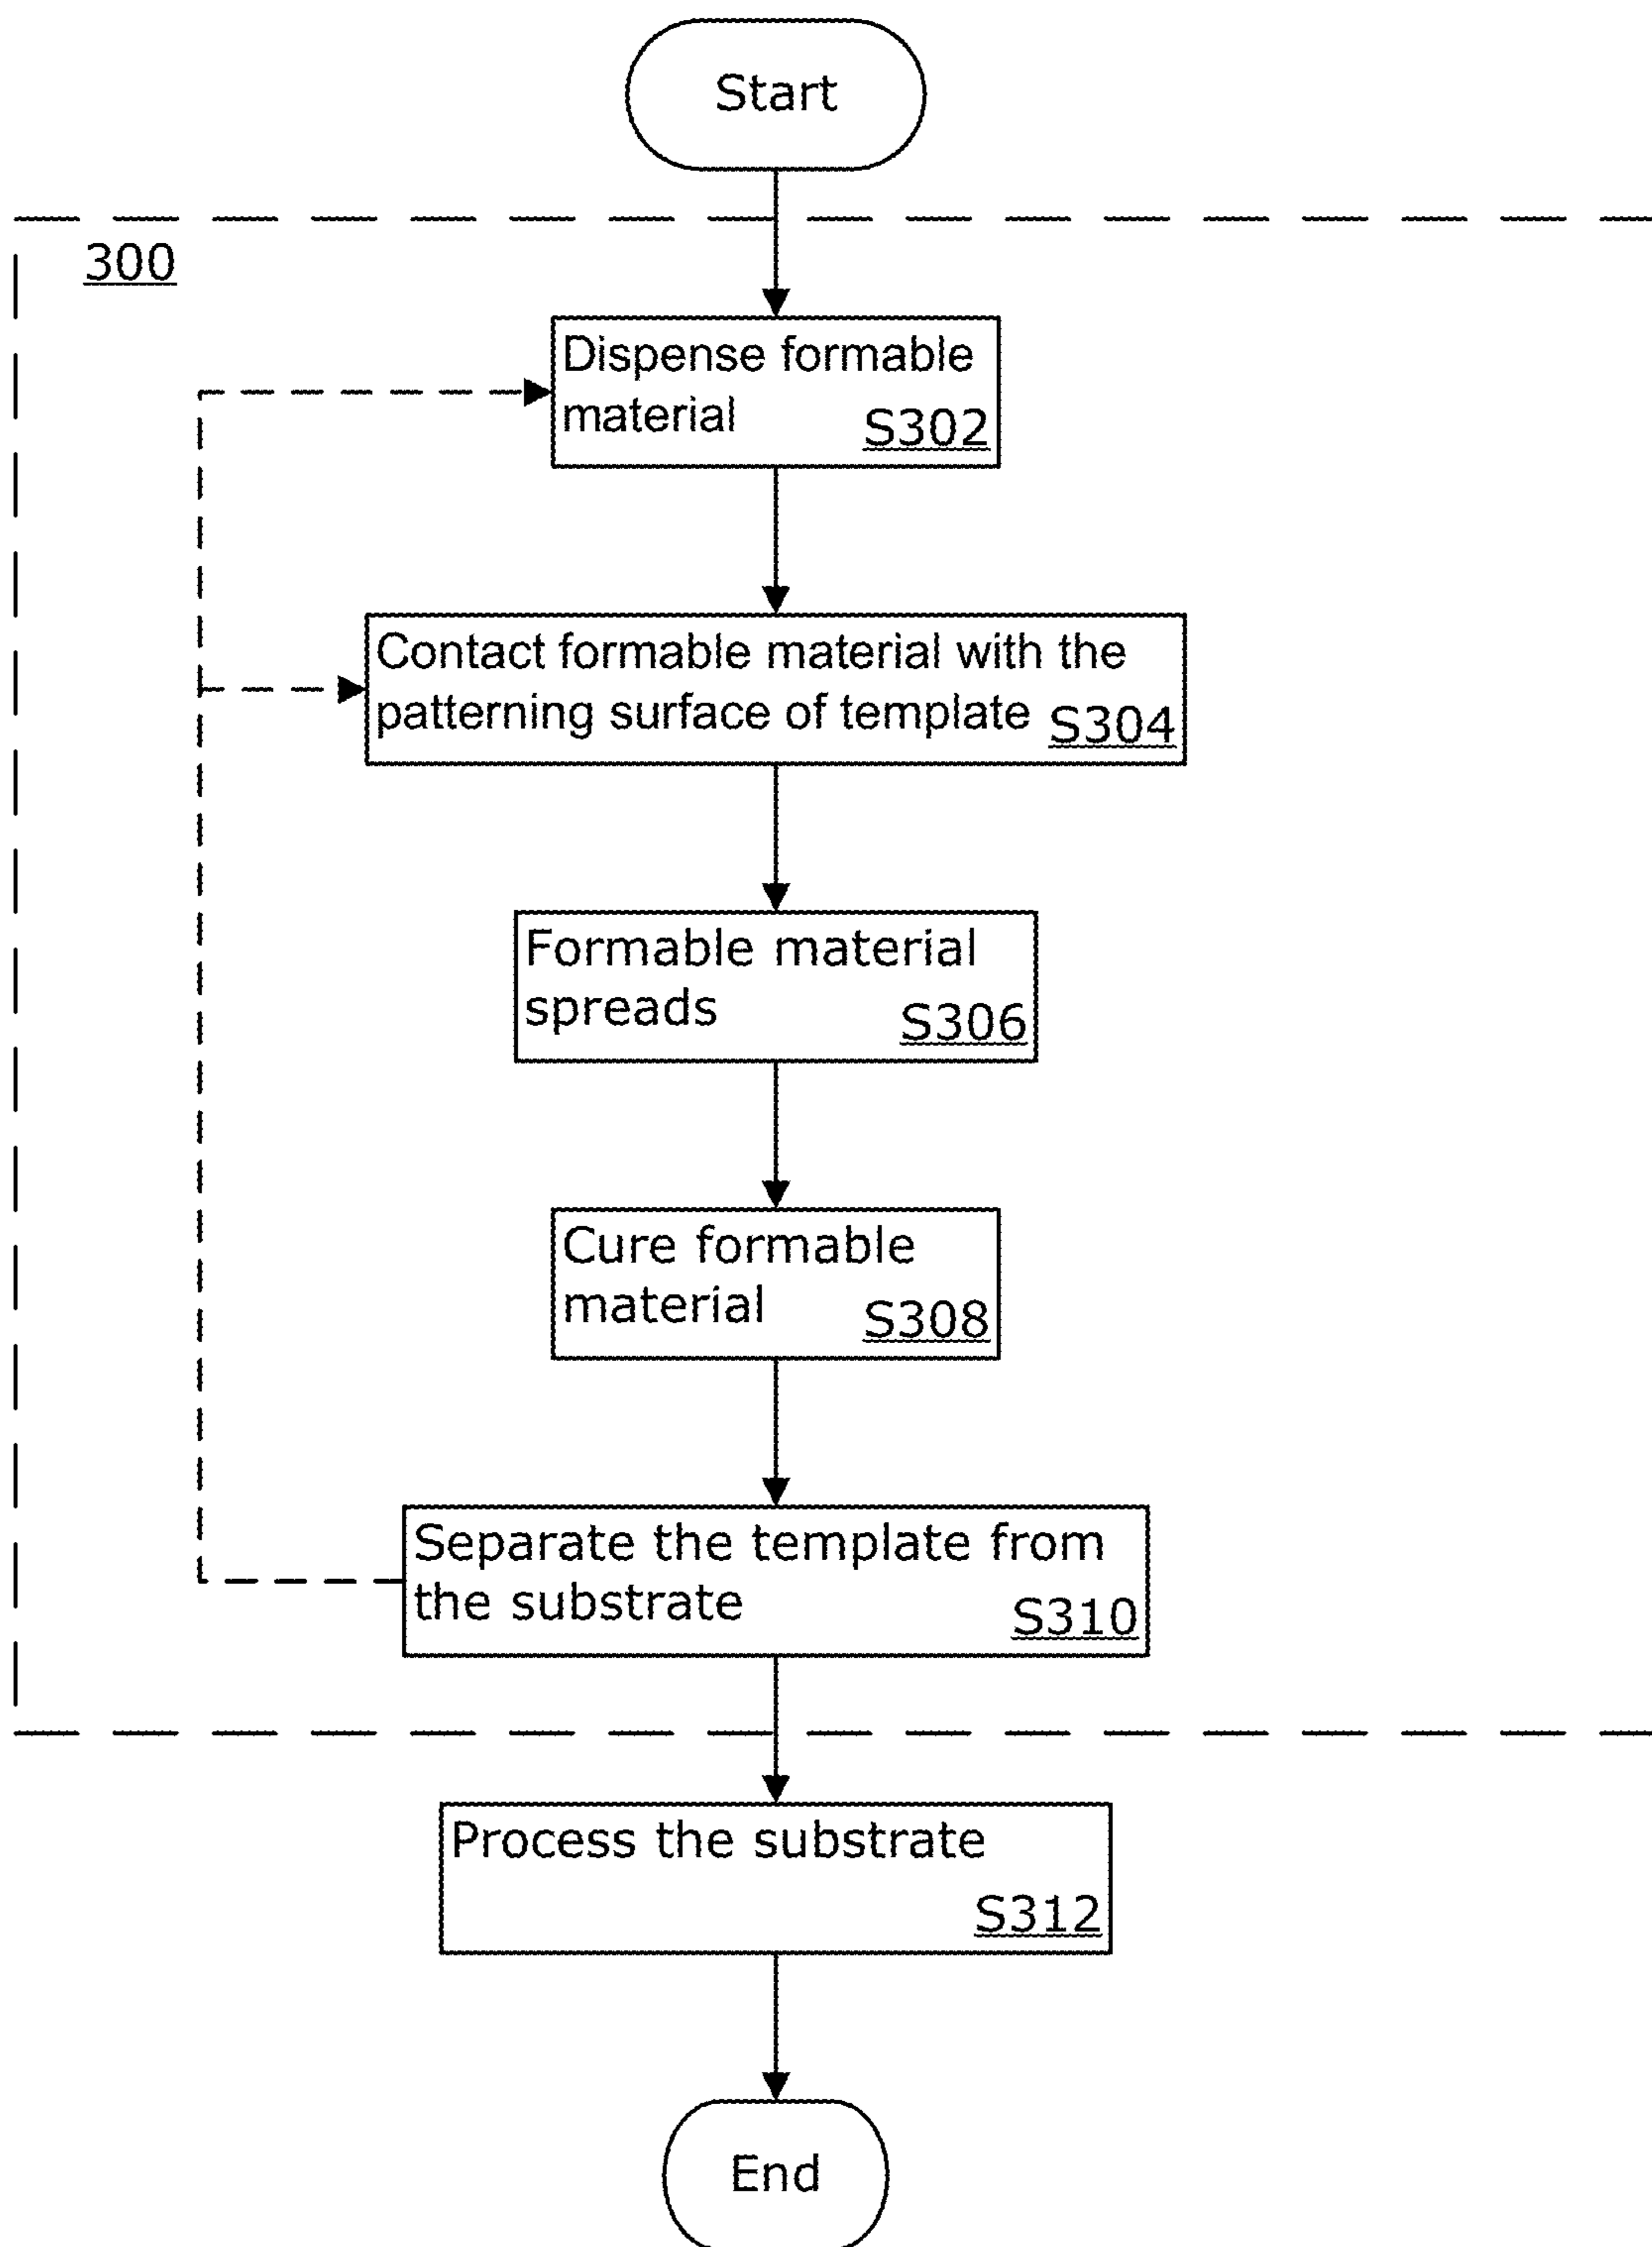 Start
300
Dispense formable
material
S302
Contact formable material with the
patterning surface of template
S304
Formable material
spreads
S306
Cure formable
material
S308
Separate the template from
the substrate
S310
Process the substrate
S312
End